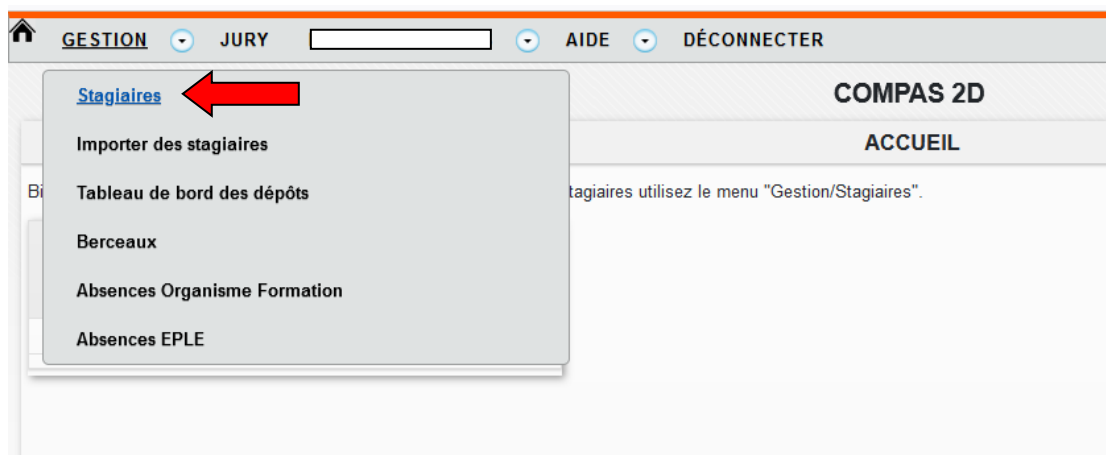 GESTION JURY AIDE DÉCONNECTER
COMPAS 2D
ACCUEIL
Stagiaires
Importer des stagiaires
Bi tagiaires utilisez le menu "Gestion/Stagiaires".
Tableau de bord des dépôts
Berceaux
Absences Organisme Formation
Absences EPLE